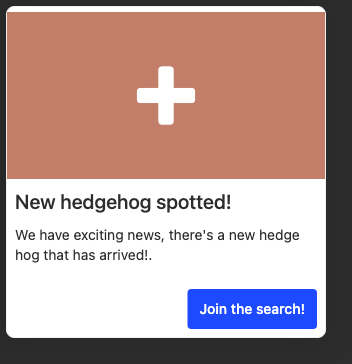 New hedgehog spotted!
We have exciting news, there's a new hedge
hog that has arrived!.
Join the search!